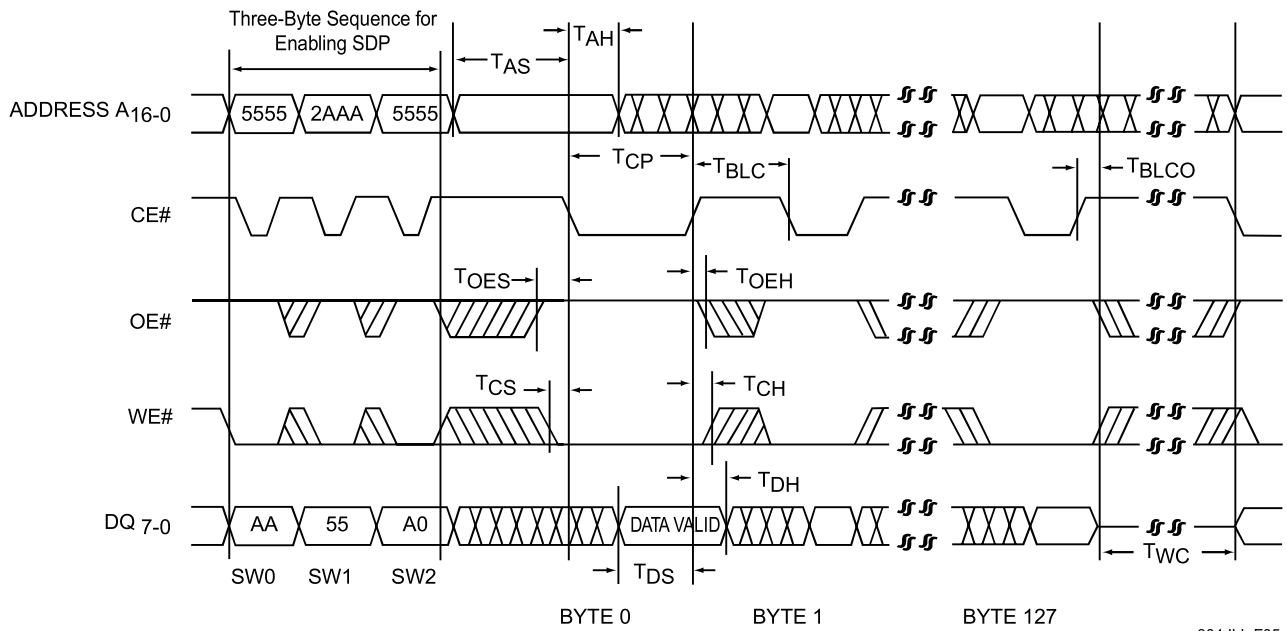 Three-Byte Sequence for
Enabling SDP
TAH
TAS
ADDRESS A16-0
5555 2AAA 5555
TCP
TBLC
TBLCO
CE#
TOES
TOEH
OE#
TCS
TCH
WE#
TDH
DQ 7-0
AA 55 A0
DATA VALID
SW0 SW1 SW2
TDS
TWC
BYTE 0 BYTE 1 BYTE 127